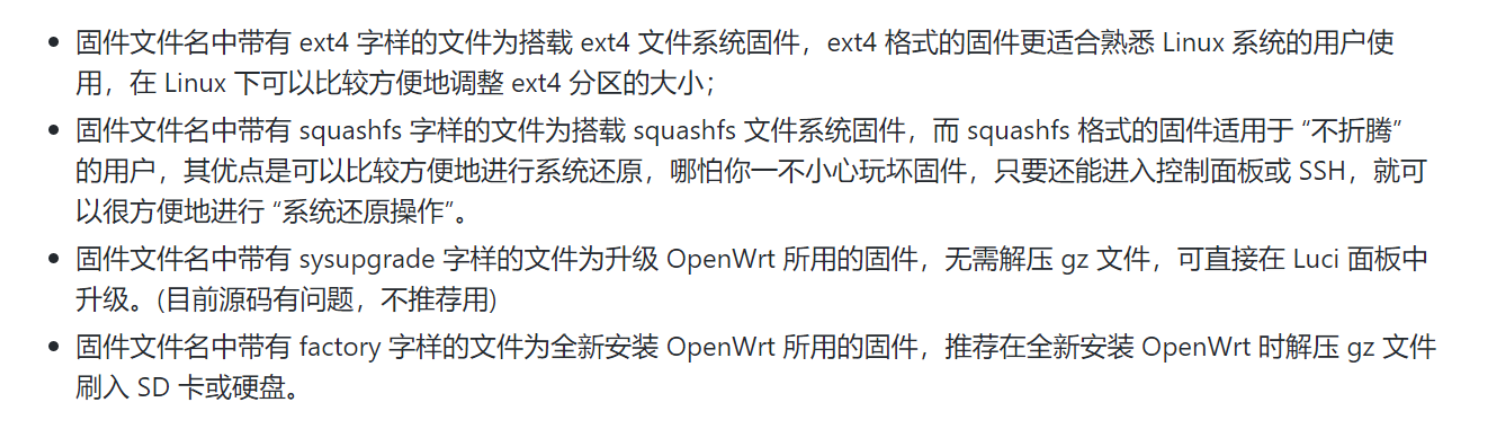 • 固件文件名中带有 ext4 字样的文件为搭载 ext4 文件系统固件，ext4 格式的固件更适合熟悉 Linux 系统的用户使
用，在 Linux 下可以比较方便地调整 ext4 分区的大小；
• 固件文件名中带有 squashfs 字样的文件为搭载 squashfs 文件系统固件，而 squashfs 格式的固件适用于 “不折腾”
的用户，其优点是可以比较方便地进行系统还原，哪怕你一不小心玩坏固件，只要还能进入控制面板或 SSH，就可
以很方便地进行 “系统还原操作”。
• 固件文件名中带有 sysupgrade 字样的文件为升级 OpenWrt 所用的固件，无需解压 gz 文件，可直接在 Luci 面板中
升级。(目前源码有问题，不推荐用)
• 固件文件名中带有 factory 字样的文件为全新安装 OpenWrt 所用的固件，推荐在全新安装 OpenWrt 时解压 gz 文件
刷入 SD 卡或硬盘。